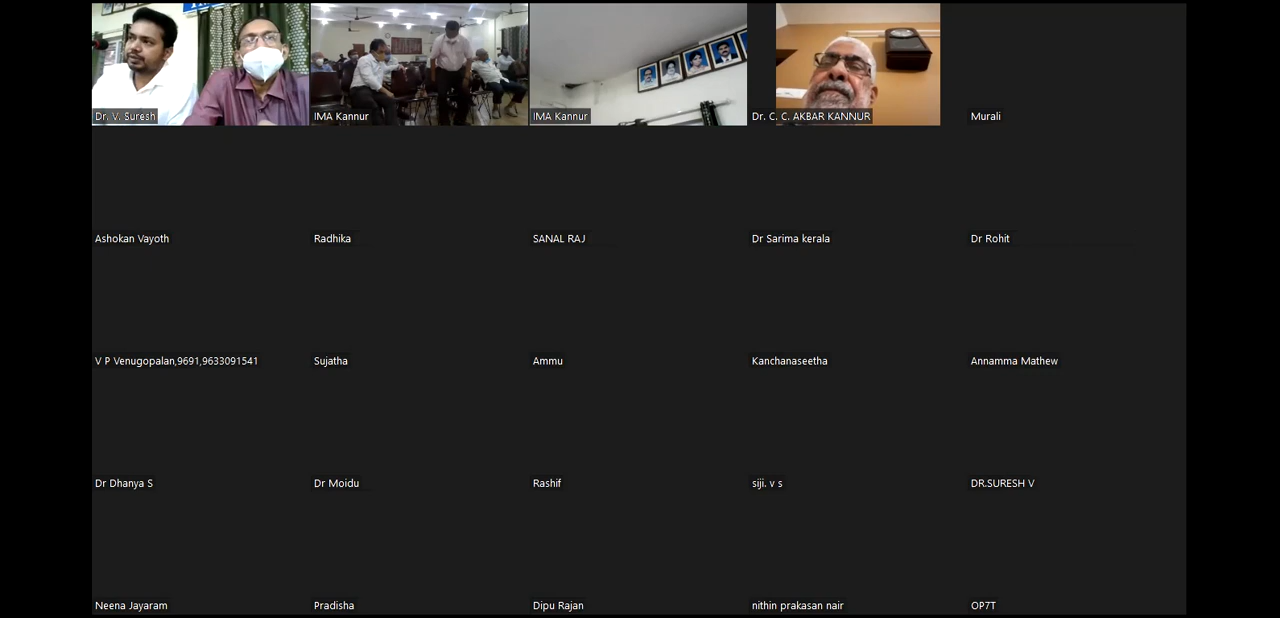 Dr. V. Suresh
IMA Kannur
IMA Kannur
Dr. C. C. AKBAR KANNUR
Murali
Ashokan Vayoth
Radhika
SANAL RAJ
Dr Sarima kerala
Dr Rohit
V P Venugopalan,9691,9633091541
Sujatha
Ammu
Kanchanaseetha
Annamma Mathew
Dr Dhanya S
Dr Moidu
Rashif
siji. v s
DR.SURESH V
Neena Jayaram
Pradisha
Dipu Rajan
nithin prakasan nair
OP7T